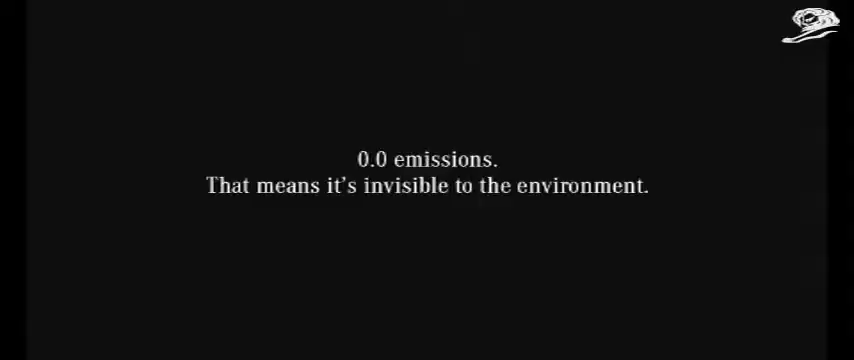 0.0 emissions.
That means it's invisible to the environment.